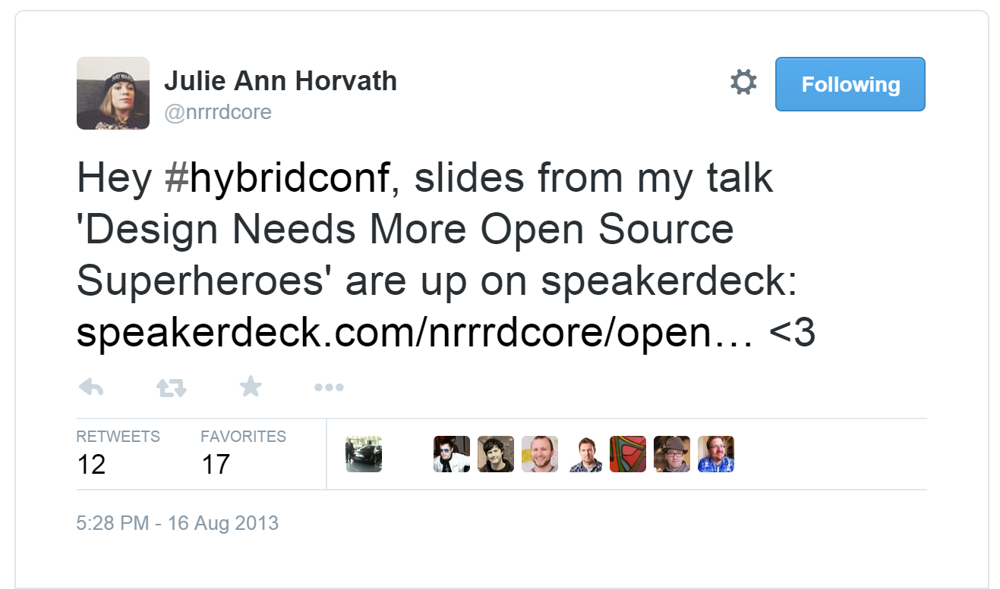 Julie Ann Horvath
@nrrrdcore
Following
Hey #hybridconf, slides from my talk
'Design Needs More Open Source
Superheroes' are up on speakerdeck:
speakerdeck.com/nrrrdcore/open… <3
RETWEETS
12
FAVORITES
17
5:28 PM - 16 Aug 2013